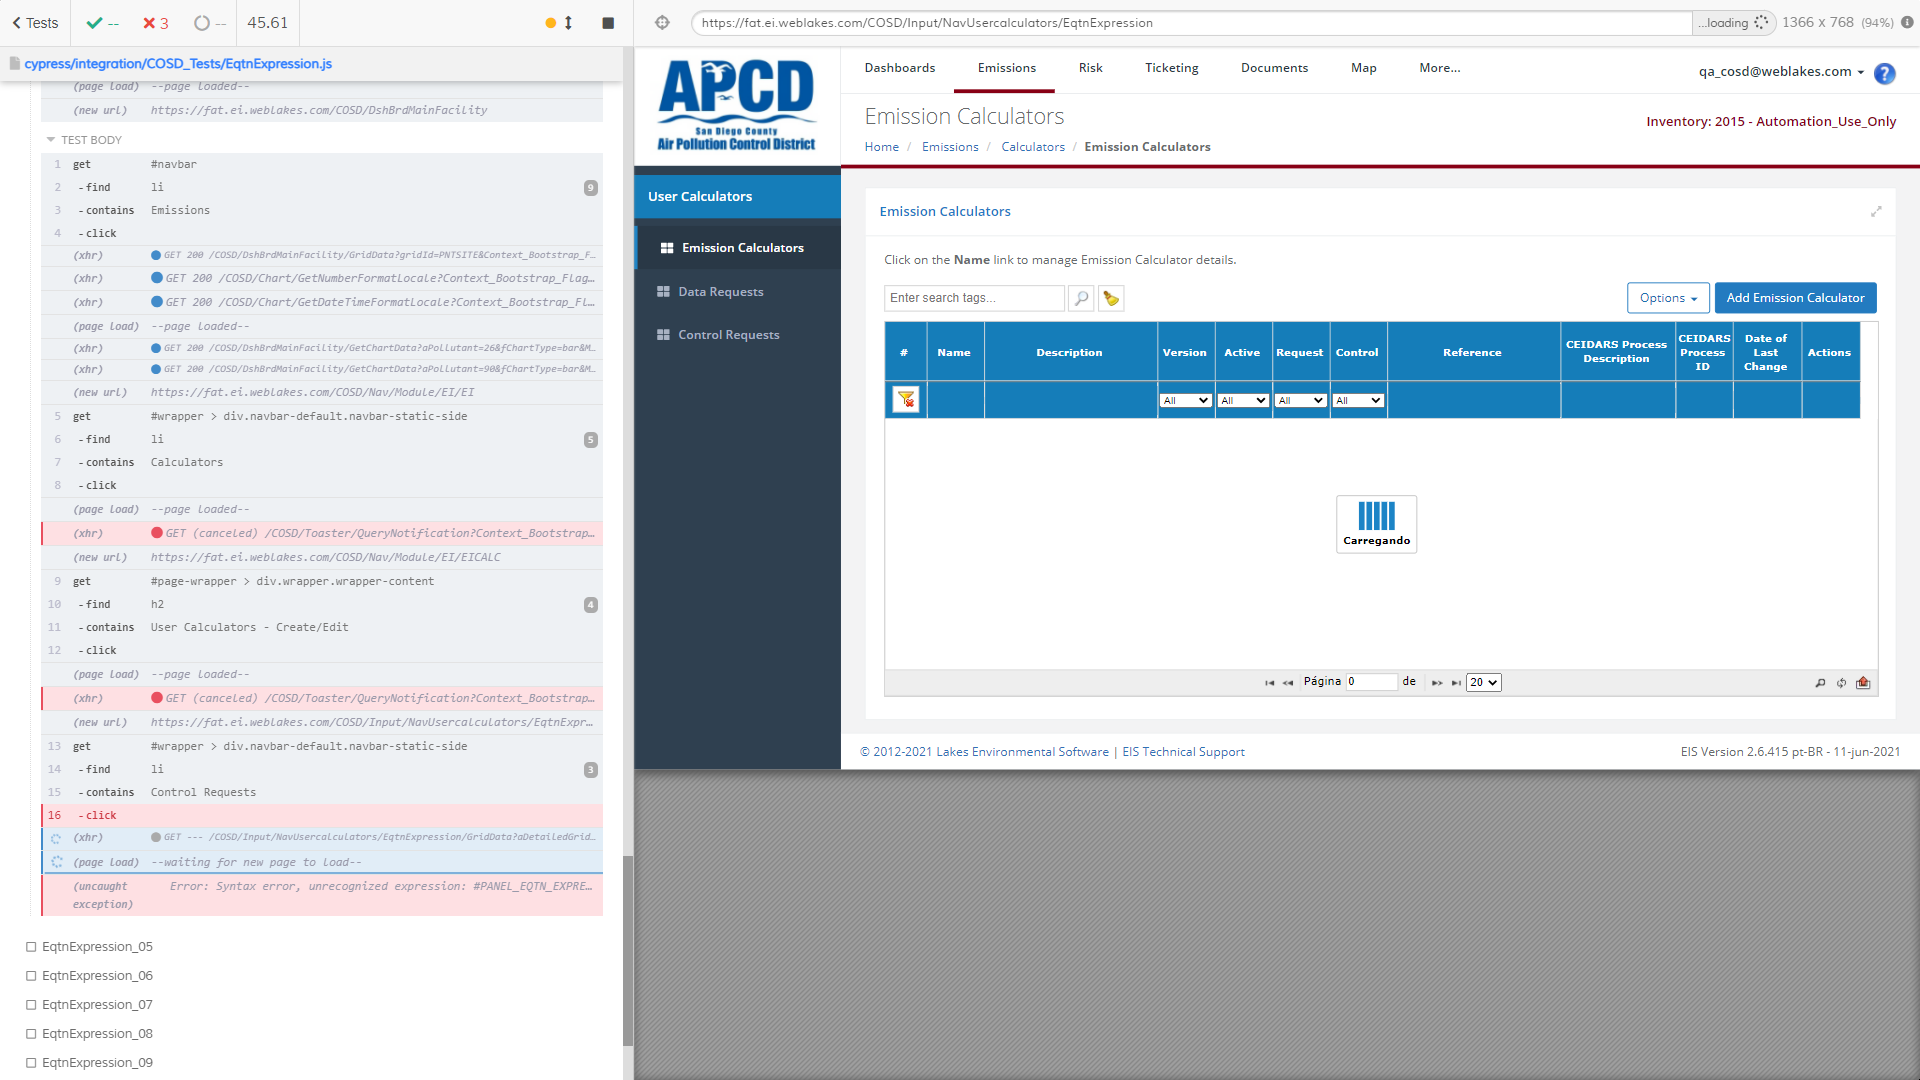 Tests
--
3
--
45.61
https://fat.ei.weblakes.com/COSD/Input/NavUsercalculators/EqtnExpression
...loading
1366 x 768 (94%)
cypress/integration/COSD_Tests/EqtnExpression.js
(page load) --page loaded--
(new url) https://fat.ei.weblakes.com/COSD/DshBrdMainFacility
TEST BODY
1 get #navbar
2 -find li 9
3 -contains Emissions
4 -click
(xhr) GET 200 /COSD/DshBrdMainFacility/GridData?gridId=PNTSITE&Context_Bootstrap_F...
(xhr) GET 200 /COSD/Chart/GetNumberFormatLocale?Context_Bootstrap_Flag...
(xhr) GET 200 /COSD/Chart/GetDateTimeFormatLocale?Context_Bootstrap_Fl...
(page load) --page loaded--
(xhr) GET 200 /COSD/DshBrdMainFacility/GetChartData?aPollutant=26&fChartType=bar&M...
(xhr) GET 200 /COSD/DshBrdMainFacility/GetChartData?aPollutant=90&fChartType=bar&M...
(new url) https://fat.ei.weblakes.com/COSD/Nav/Module/EI/EI
5 get #wrapper > div.navbar-default.navbar-static-side
6 -find li 5
7 -contains Calculators
8 -click
(page load) --page loaded--
(xhr) GET (canceled) /COSD/Toaster/QueryNotification?Context_Bootstrap...
(new url) https://fat.ei.weblakes.com/COSD/Nav/Module/EI/EICALC
9 get #page-wrapper > div.wrapper.wrapper-content
10 -find h2 4
11 -contains User Calculators - Create/Edit
12 -click
(page load) --page loaded--
(xhr) GET (canceled) /COSD/Toaster/QueryNotification?Context_Bootstrap...
(new url) https://fat.ei.weblakes.com/COSD/Input/NavUsercalculators/EqtnExpr...
13 get #wrapper > div.navbar-default.navbar-static-side
14 -find li 3
15 -contains Control Requests
16 -click
(xhr) GET --- /COSD/Input/NavUsercalculators/EqtnExpression/GridData?aDetailedGrid...
(page load) --waiting for new page to load--
(uncaught exception) Error: Syntax error, unrecognized expression: #PANEL_EQTN_EXPRE...
EqtnExpression_05
EqtnExpression_06
EqtnExpression_07
EqtnExpression_08
EqtnExpression_09
APCD
San Diego County
Air Pollution Control District
Dashboards Emissions Risk Ticketing Documents Map More...
qa_cosd@weblakes.com ?
Emission Calculators
Inventory: 2015 - Automation_Use_Only
Home / Emissions / Calculators / Emission Calculators
User Calculators
Emission Calculators
Data Requests
Control Requests
Emission Calculators
Click on the Name link to manage Emission Calculator details.
Enter search tags...
Options
Add Emission Calculator
# Name Description Version Active Request Control Reference CEIDARS Process Description CEIDARS Process ID Date of Last Change Actions
All All All All
Carregando
Página 0 de 20
© 2012-2021 Lakes Environmental Software | EIS Technical Support
EIS Version 2.6.415 pt-BR - 11-jun-2021